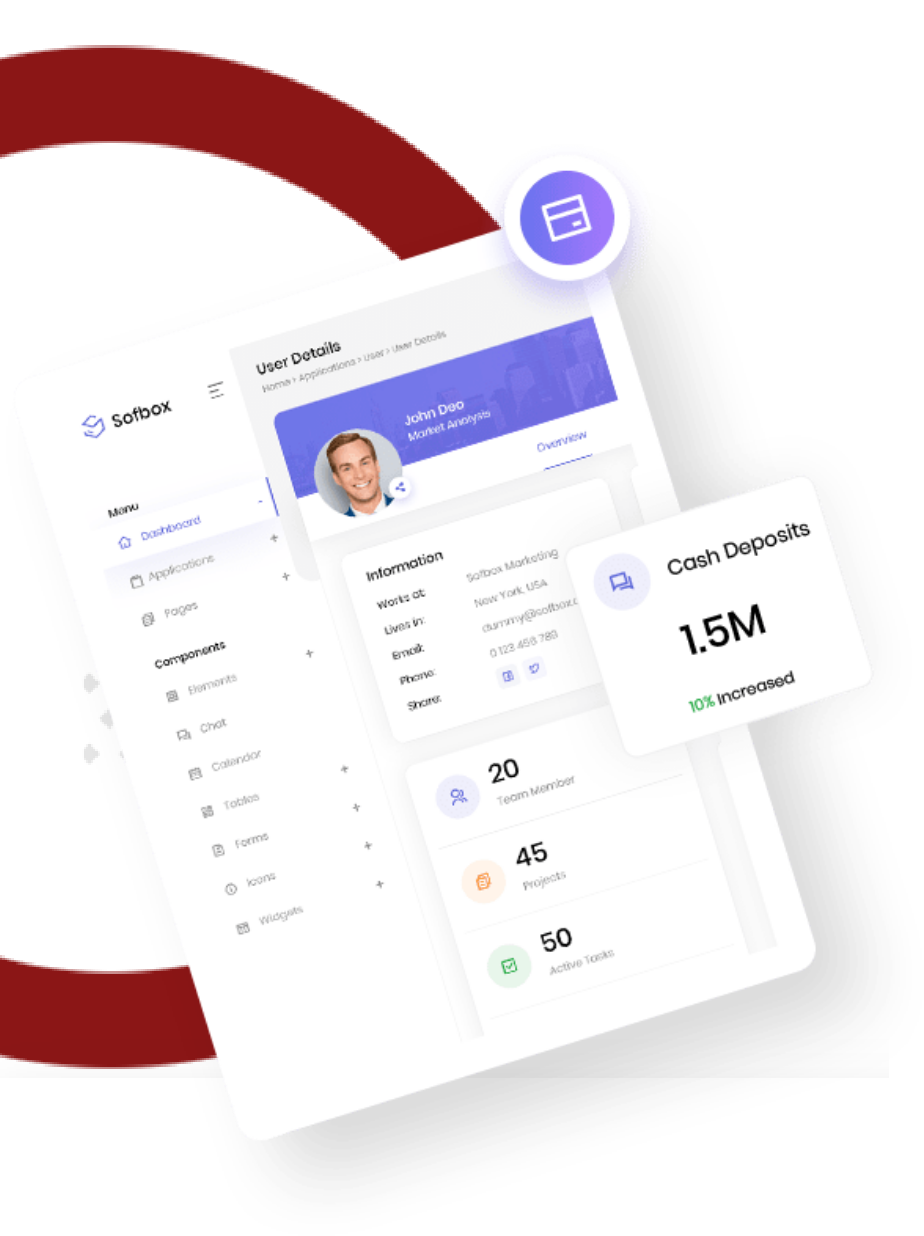 Sofbox
Menu
Dashboard
-
Applications +
Pages +
Components
Elements +
Chat
Calendar
Tables +
Forms +
Icons +
Widgets +
User Details
Home > Applications > User > User Details
John Deo
Market Analysis
Overview
Information
Works at: Sofbox Marketing
Lives in: New York, USA
Email: dummy@sofbox.c
Phone: 0 123 456 789
Share:
20
Team Member
45
Projects
50
Active Tasks
Cash Deposits
1.5M
10% Increased